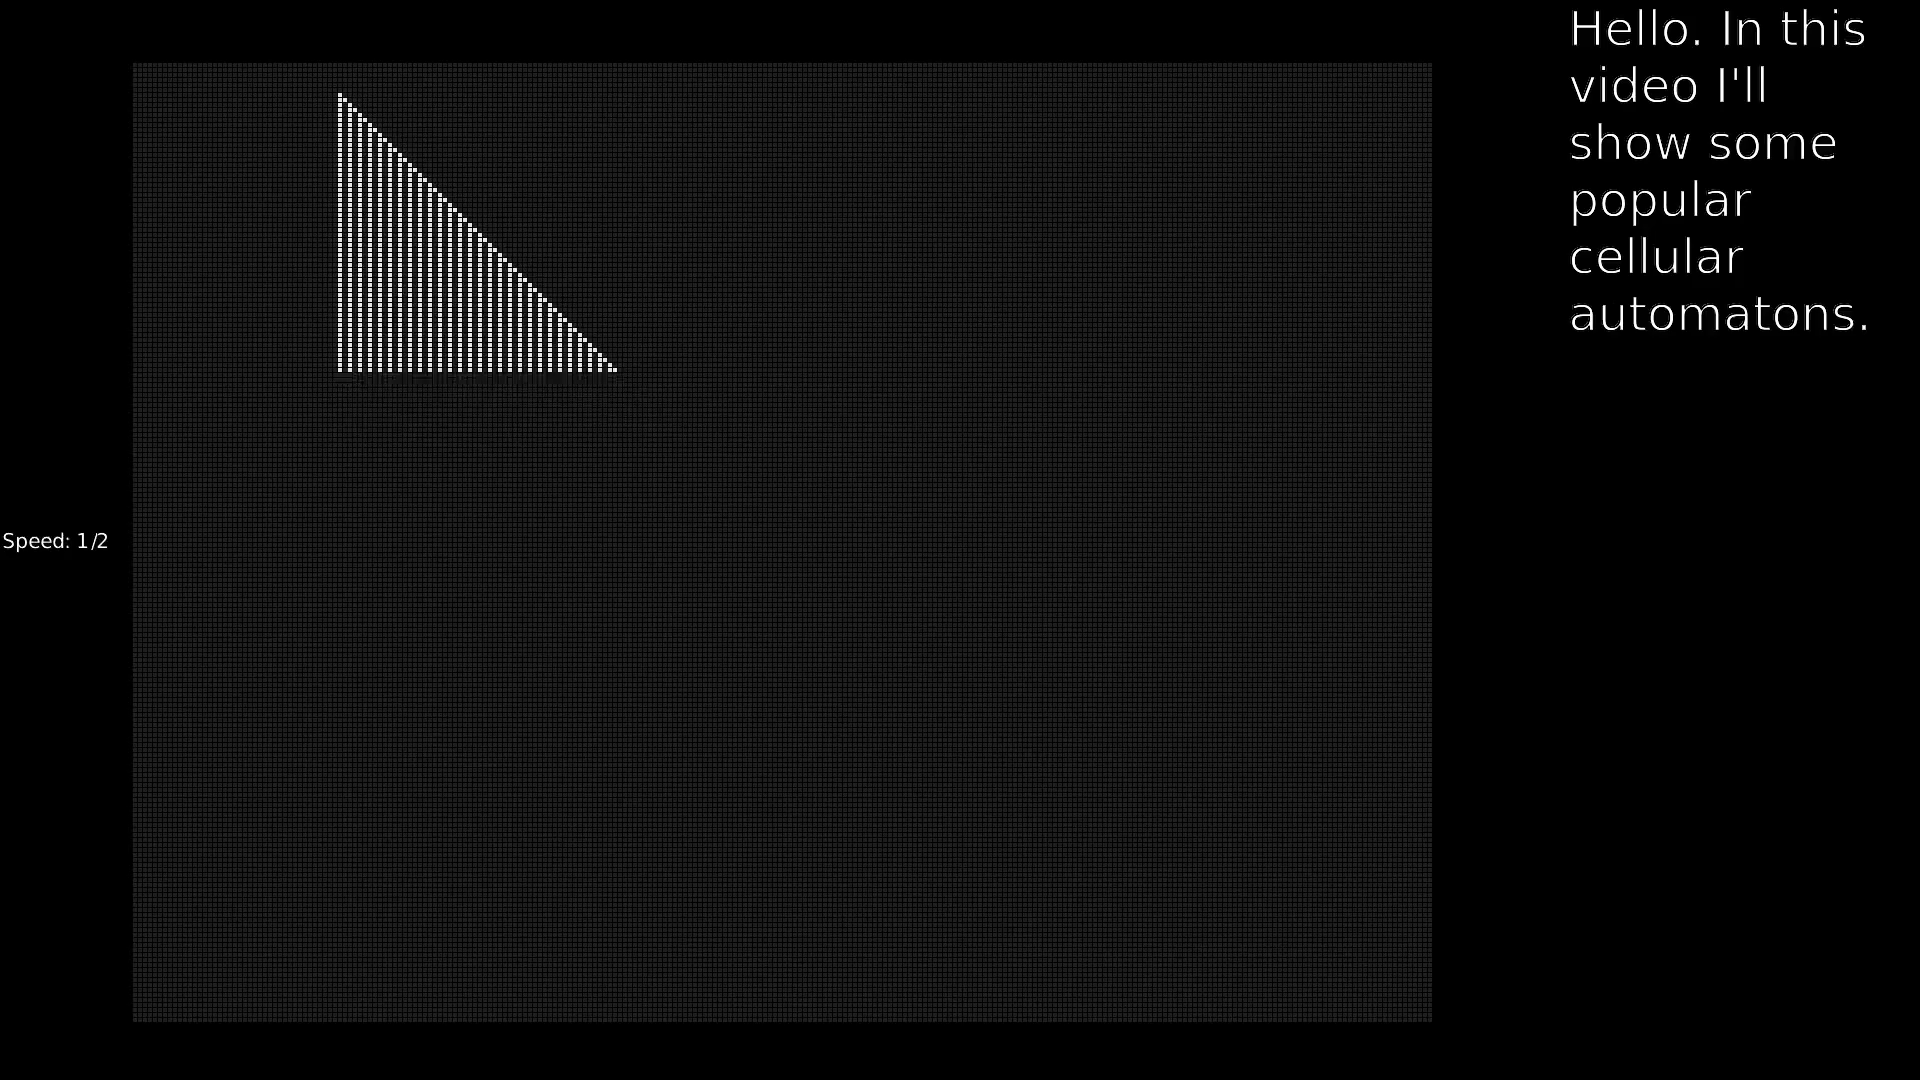 Hello. In this
video I'll
show some
popular
cellular
automatons.
Speed: 1/2